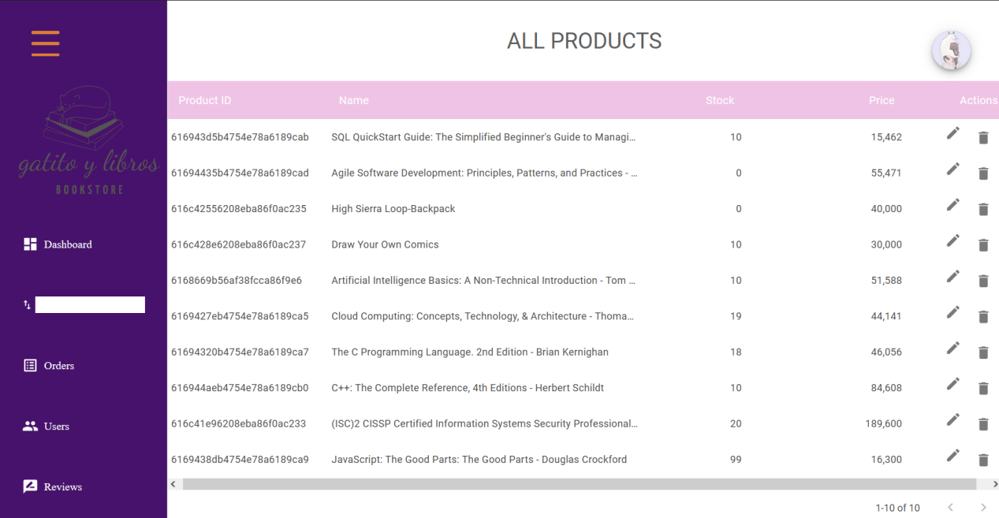 ALL PRODUCTS
gatito y libros
BOOKSTORE
Dashboard
Orders
Users
Reviews
Product ID Name Stock Price Actions
616943d5b4754e78a6189cab SQL QuickStart Guide: The Simplified Beginner's Guide to Managi... 10 15,462
61694435b4754e78a6189cad Agile Software Development: Principles, Patterns, and Practices - ... 0 55,471
616c42556208eba86f0ac235 High Sierra Loop-Backpack 0 40,000
616c428e6208eba86f0ac237 Draw Your Own Comics 10 30,000
6168669b56af38fcca86f9e6 Artificial Intelligence Basics: A Non-Technical Introduction - Tom ... 10 51,588
6169427eb4754e78a6189ca5 Cloud Computing: Concepts, Technology, & Architecture - Thoma... 19 44,141
61694320b4754e78a6189ca7 The C Programming Language. 2nd Edition - Brian Kernighan 18 46,056
616944aeb4754e78a6189cb0 C++: The Complete Reference, 4th Editions - Herbert Schildt 10 84,608
616c41e96208eba86f0ac233 (ISC)2 CISSP Certified Information Systems Security Professional... 20 189,600
6169438db4754e78a6189ca9 JavaScript: The Good Parts: The Good Parts - Douglas Crockford 99 16,300
1-10 of 10